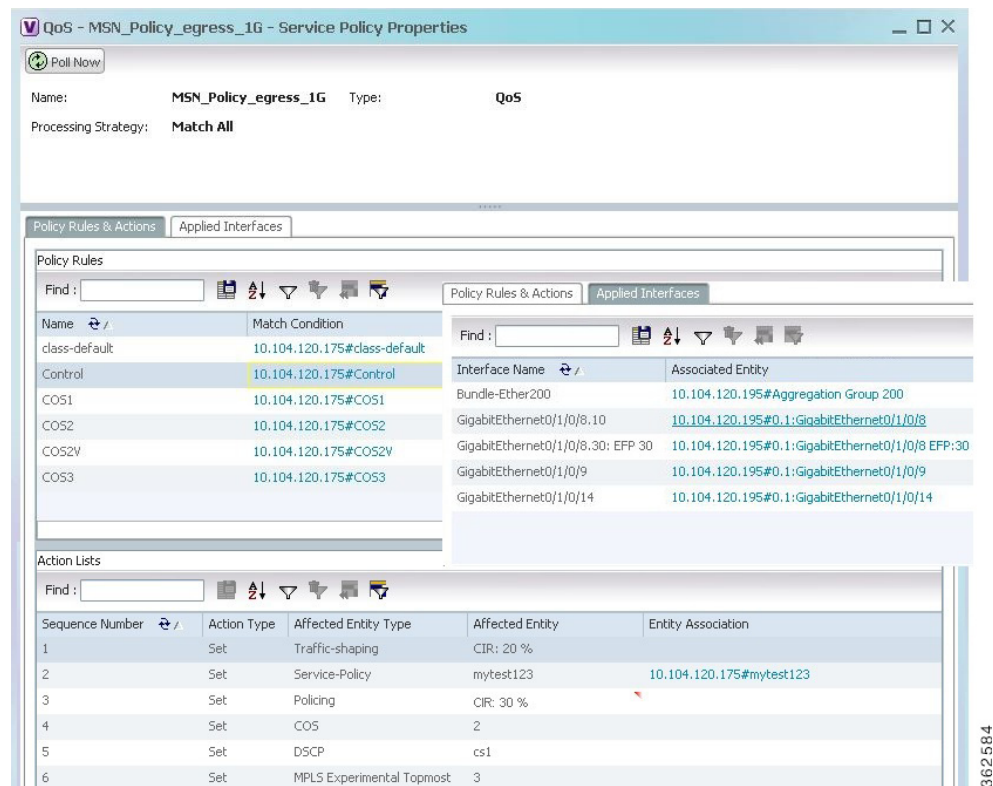 QoS - MSN_Policy_egress_1G - Service Policy Properties
Poll Now
Name: MSN_Policy_egress_1G Type: QoS
Processing Strategy: Match All
Policy Rules & Actions Applied Interfaces
Policy Rules
Find :
Name Match Condition
class-default 10.104.120.175#class-default
Control 10.104.120.175#Control
COS1 10.104.120.175#COS1
COS2 10.104.120.175#COS2
COS2V 10.104.120.175#COS2V
COS3 10.104.120.175#COS3
Policy Rules & Actions Applied Interfaces
Find :
Interface Name Associated Entity
Bundle-Ether200 10.104.120.195#Aggregation Group 200
GigabitEthernet0/1/0/8.10 10.104.120.195#0.1:GigabitEthernet0/1/0/8
GigabitEthernet0/1/0/8.30: EFP 30 10.104.120.195#0.1:GigabitEthernet0/1/0/8 EFP:30
GigabitEthernet0/1/0/9 10.104.120.195#0.1:GigabitEthernet0/1/0/9
GigabitEthernet0/1/0/14 10.104.120.195#0.1:GigabitEthernet0/1/0/14
Action Lists
Find :
Sequence Number Action Type Affected Entity Type Affected Entity Entity Association
1 Set Traffic-shaping CIR: 20 %
2 Set Service-Policy mytest123 10.104.120.175#mytest123
3 Set Policing CIR: 30 %
4 Set COS 2
5 Set DSCP cs1
6 Set MPLS Experimental Topmost 3
362584